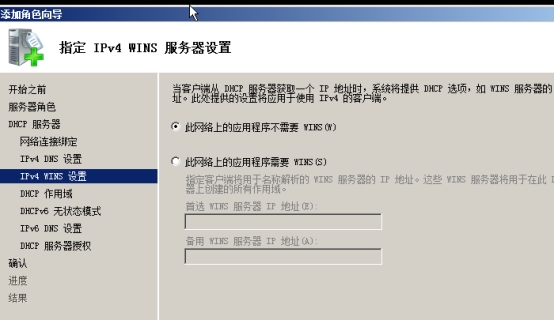 添加角色向导
指定 IPv4 WINS 服务器设置
开始之前
服务器角色
DHCP 服务器
网络连接绑定
IPv4 DNS 设置
IPv4 WINS 设置
DHCP 作用域
DHCPv6 无状态模式
IPv6 DNS 设置
DHCP 服务器授权
确认
进度
结果
当客户端从 DHCP 服务器获取一个 IP 地址时，系统将提供 DHCP 选项，如 WINS 服务器的
址。此处提供的设置将应用于使用 IPv4 的客户端。
此网络上的应用程序不需要 WINS(W)
此网络上的应用程序需要 WINS(S)
指定客户端将用于名称解析的 WINS 服务器的 IP 地址。这些 WINS 服务器将用于在此
器上创建的所有作用域。
首选 WINS 服务器 IP 地址(E):
备用 WINS 服务器 IP 地址(A):